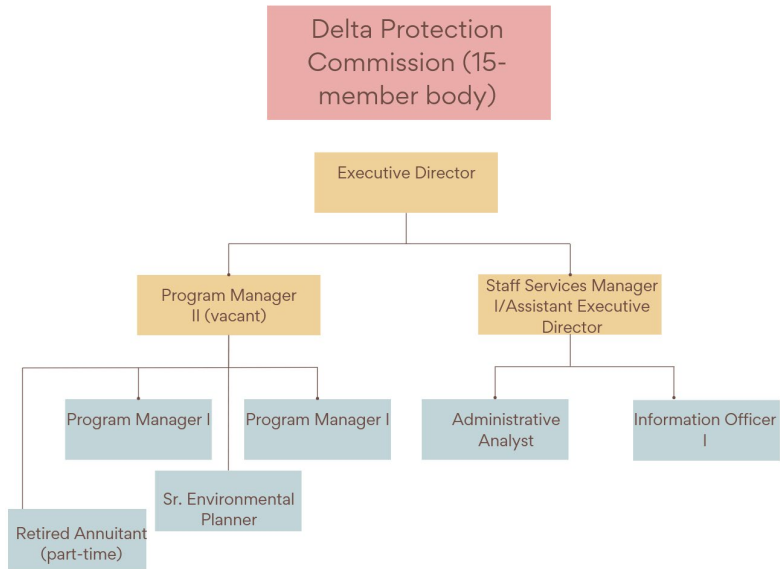 Delta Protection
Commission (15-
member body)
Executive Director
Program Manager
II (vacant)
Staff Services Manager
I/Assistant Executive
Director
Program Manager I
Program Manager I
Administrative
Analyst
Information Officer
I
Sr. Environmental
Planner
Retired Annuitant
(part-time)